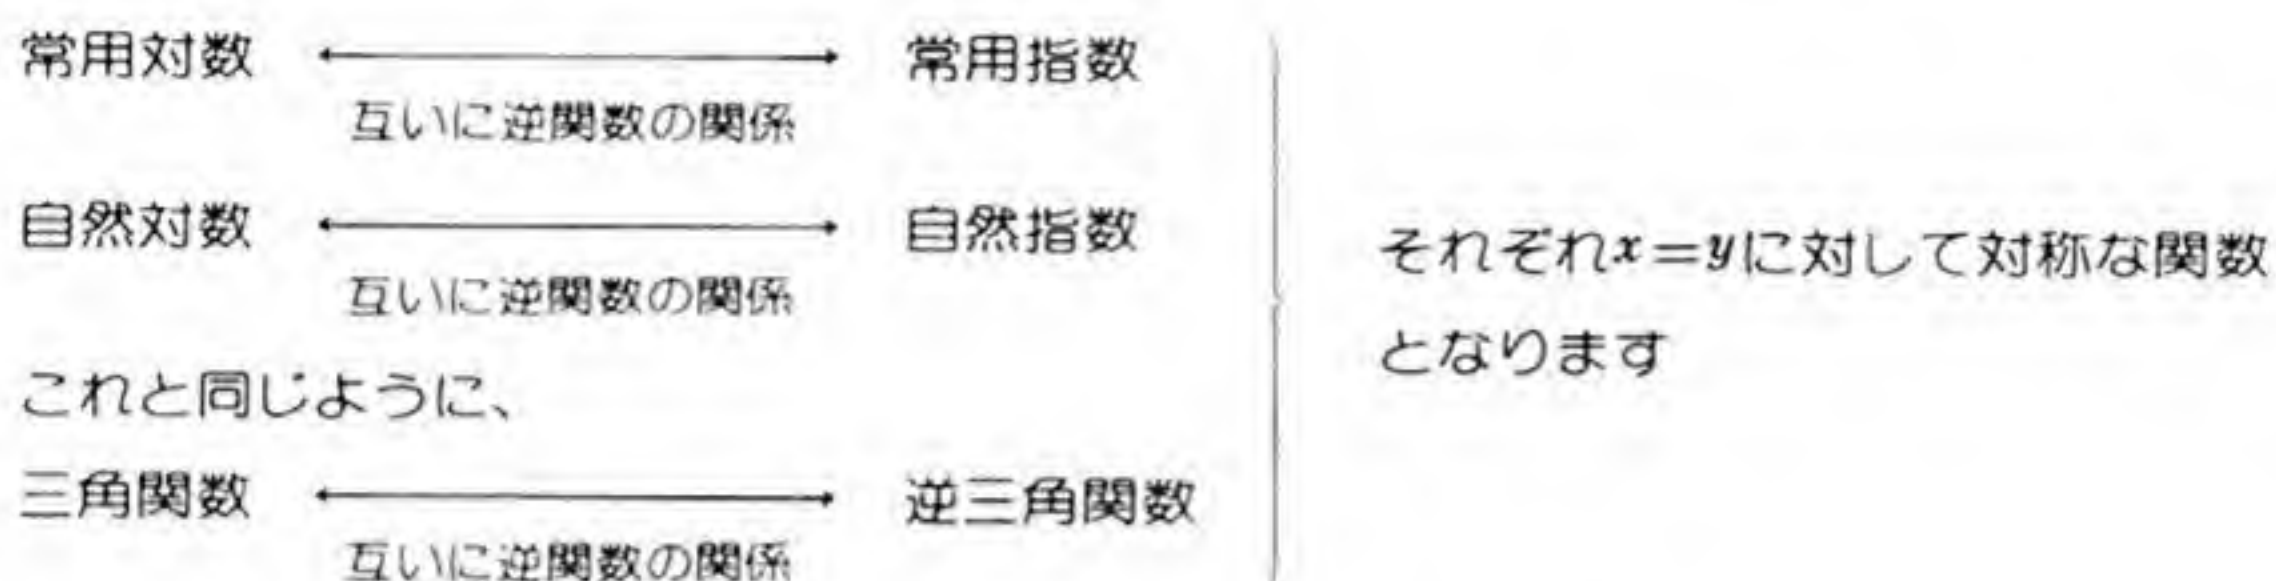 常用対数 ←→ 常用指数
互いに逆関数の関係
自然対数 ←→ 自然指数
互いに逆関数の関係
これと同じように、
三角関数 ←→ 逆三角関数
互いに逆関数の関係
それぞれx=yに対して対称な関数
となります